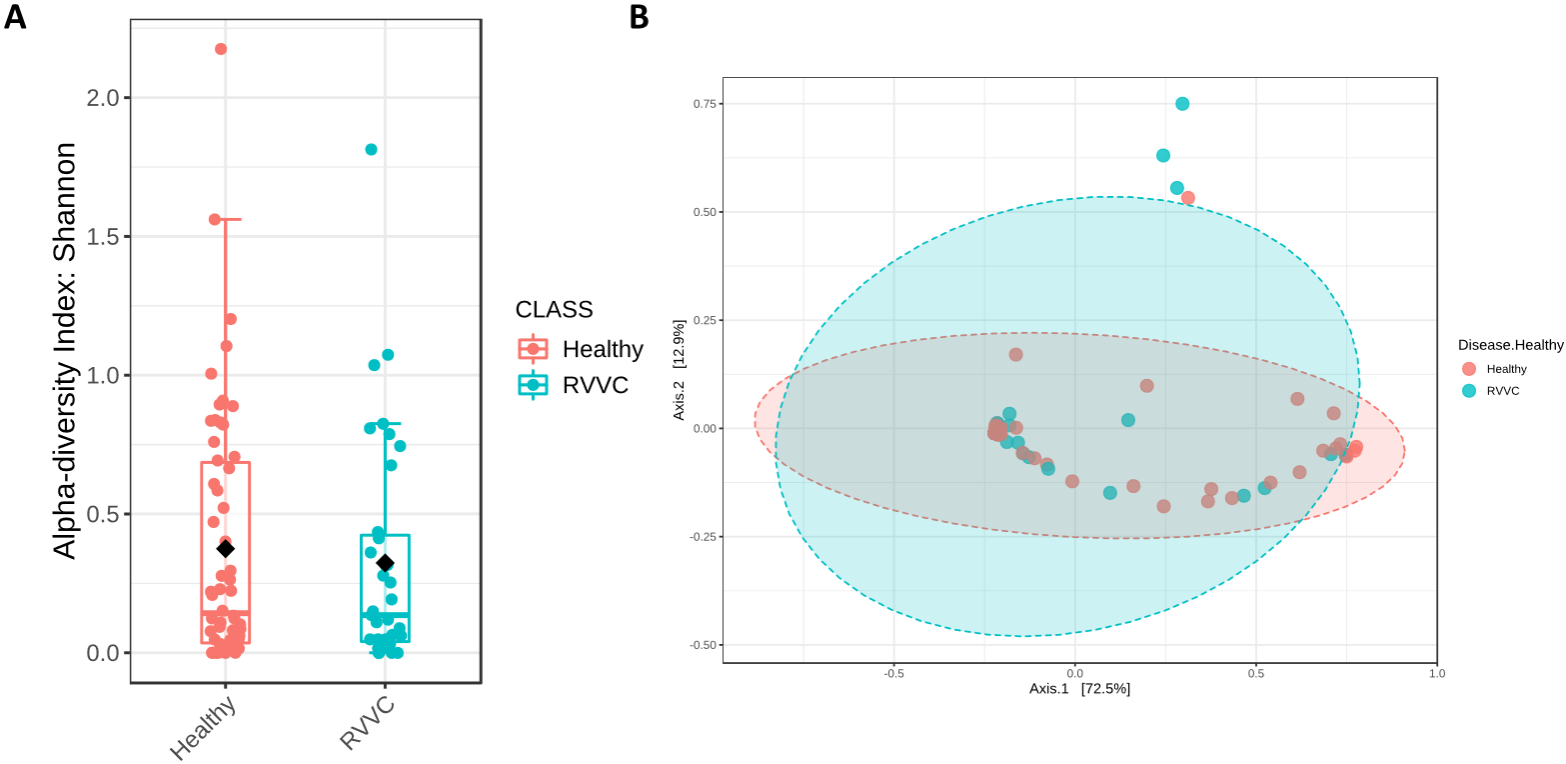 A
Alpha-diversity Index: Shannon
2.0
1.5
1.0
0.5
0.0
Healthy
RVVC
CLASS
Healthy
RVVC
B
Axis.2 [12.9%]
0.75
0.50
0.25
0.00
-0.25
-0.50
-0.5
0.0
0.5
1.0
Axis.1 [72.5%]
Disease.Healthy
Healthy
RVVC